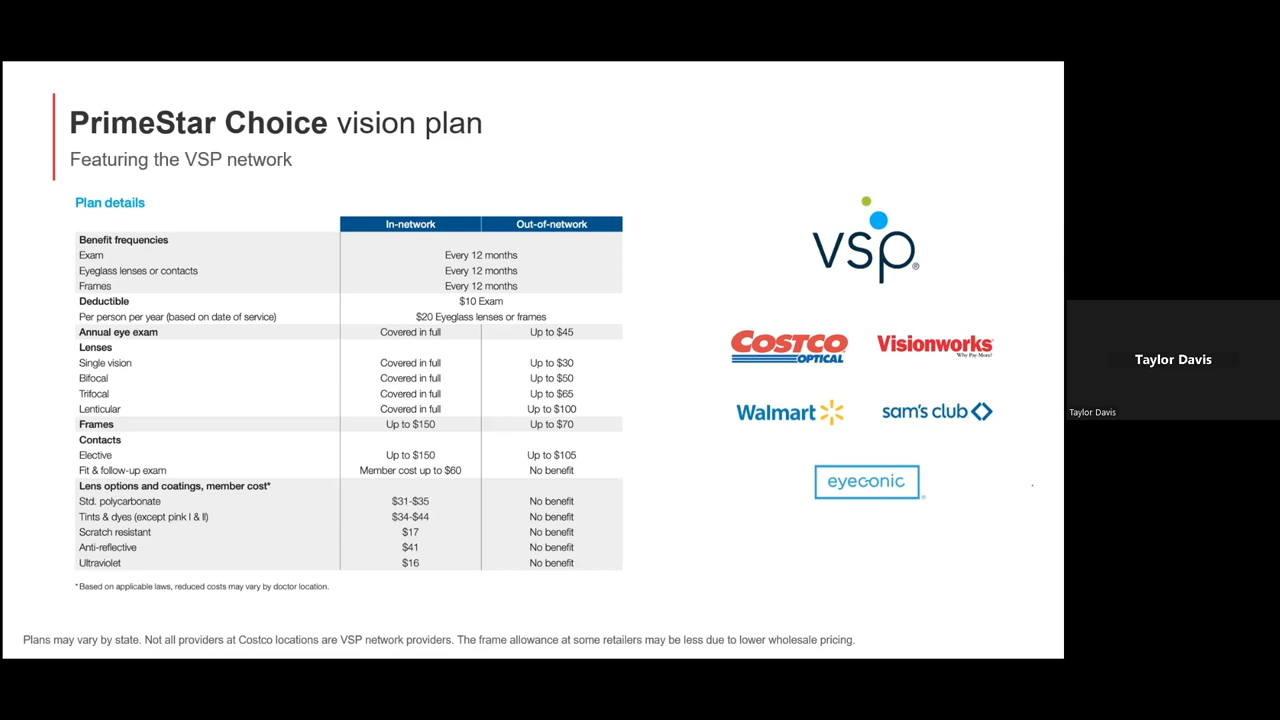 PrimeStar Choice vision plan
Featuring the VSP network
Plan details
In-network Out-of-network
Benefit frequencies
Exam Every 12 months
Eyeglass lenses or contacts Every 12 months
Frames Every 12 months
Deductible $10 Exam
Per person per year (based on date of service) $20 Eyeglass lenses or frames
Annual eye exam Covered in full Up to $45
Lenses
Single vision Covered in full Up to $30
Bifocal Covered in full Up to $50
Trifocal Covered in full Up to $65
Lenticular Covered in full Up to $100
Frames Up to $150 Up to $70
Contacts
Elective Up to $150 Up to $105
Fit & follow-up exam Member cost up to $60 No benefit
Lens options and coatings, member cost*
Std. polycarbonate $31-$35 No benefit
Tints & dyes (except pink I & II) $34-$44 No benefit
Scratch resistant $17 No benefit
Anti-reflective $41 No benefit
Ultraviolet $16 No benefit
*Based on applicable laws, reduced costs may vary by doctor location.
vsp®
COSTCO
OPTICAL
Visionworks
Why Pay More?
Walmart
sam's club
eyeconic®
Plans may vary by state. Not all providers at Costco locations are VSP network providers. The frame allowance at some retailers may be less due to lower wholesale pricing.
Taylor Davis
Taylor Davis